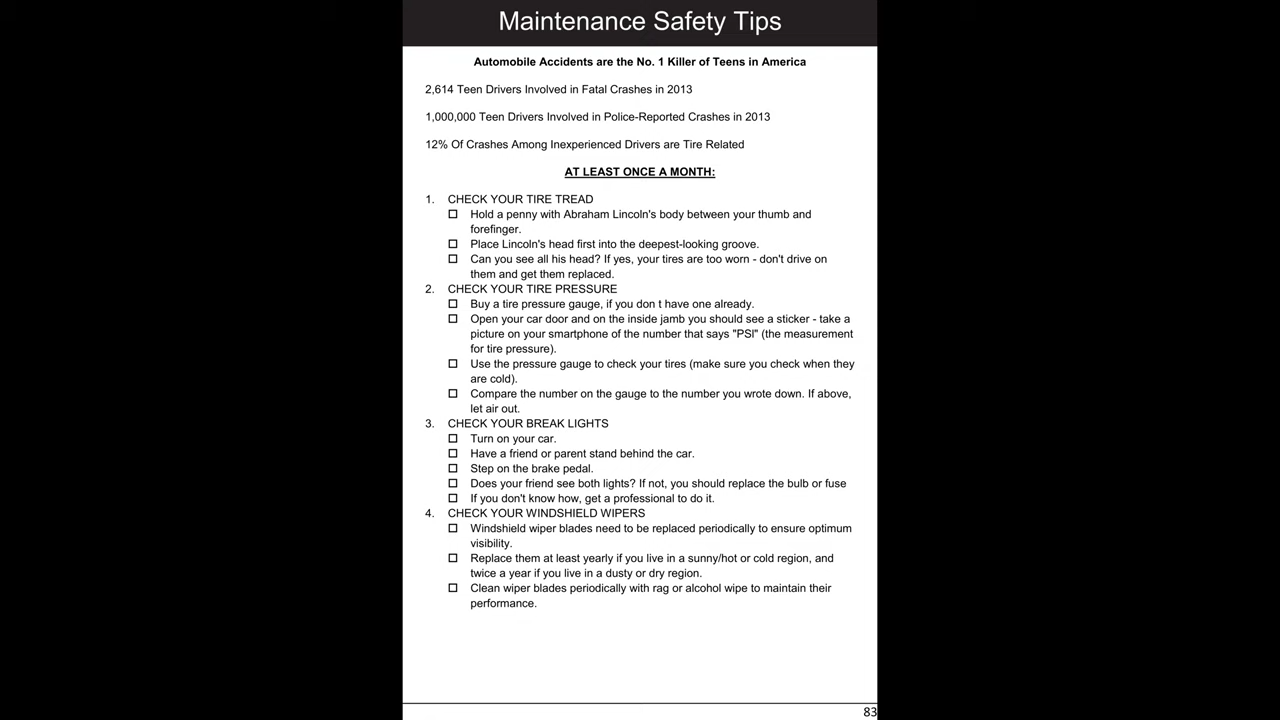 Maintenance Safety Tips
Automobile Accidents are the No. 1 Killer of Teens in America
2,614 Teen Drivers Involved in Fatal Crashes in 2013
1,000,000 Teen Drivers Involved in Police-Reported Crashes in 2013
12% Of Crashes Among Inexperienced Drivers are Tire Related
AT LEAST ONCE A MONTH:
1. CHECK YOUR TIRE TREAD
☐ Hold a penny with Abraham Lincoln's body between your thumb and
forefinger.
☐ Place Lincoln's head first into the deepest-looking groove.
☐ Can you see all his head? If yes, your tires are too worn - don't drive on
them and get them replaced.
2. CHECK YOUR TIRE PRESSURE
☐ Buy a tire pressure gauge, if you don t have one already.
☐ Open your car door and on the inside jamb you should see a sticker - take a
picture on your smartphone of the number that says "PSI" (the measurement
for tire pressure).
☐ Use the pressure gauge to check your tires (make sure you check when they
are cold).
☐ Compare the number on the gauge to the number you wrote down. If above,
let air out.
3. CHECK YOUR BREAK LIGHTS
☐ Turn on your car.
☐ Have a friend or parent stand behind the car.
☐ Step on the brake pedal.
☐ Does your friend see both lights? If not, you should replace the bulb or fuse
☐ If you don't know how, get a professional to do it.
4. CHECK YOUR WINDSHIELD WIPERS
☐ Windshield wiper blades need to be replaced periodically to ensure optimum
visibility.
☐ Replace them at least yearly if you live in a sunny/hot or cold region, and
twice a year if you live in a dusty or dry region.
☐ Clean wiper blades periodically with rag or alcohol wipe to maintain their
performance.
83